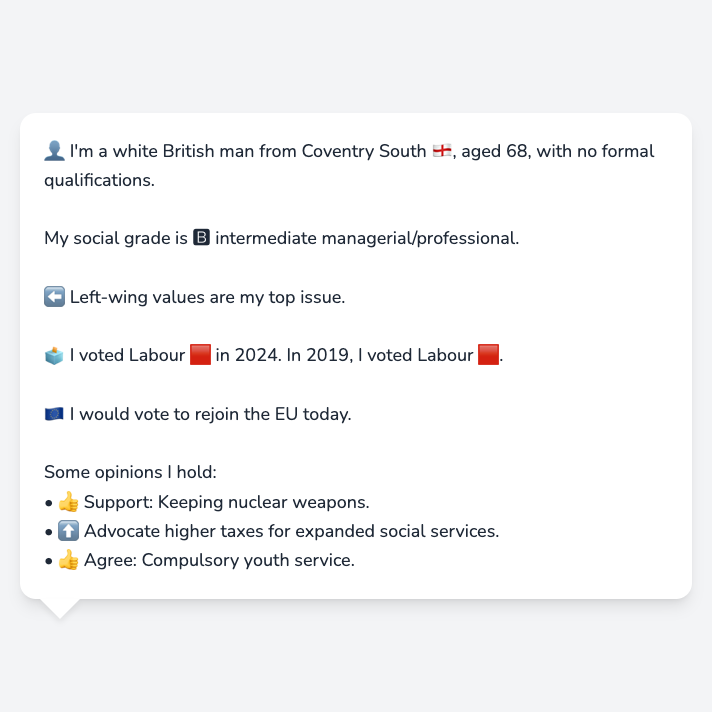 👤 I'm a white British man from Coventry South 🏴󠁧󠁢󠁥󠁮󠁧󠁿, aged 68, with no formal
qualifications.
My social grade is 🅱 intermediate managerial/professional.
⬅️ Left-wing values are my top issue.
🗳️ I voted Labour 🟥 in 2024. In 2019, I voted Labour 🟥.
🇪🇺 I would vote to rejoin the EU today.
Some opinions I hold:
• 👍 Support: Keeping nuclear weapons.
• ⬆️ Advocate higher taxes for expanded social services.
• 👍 Agree: Compulsory youth service.